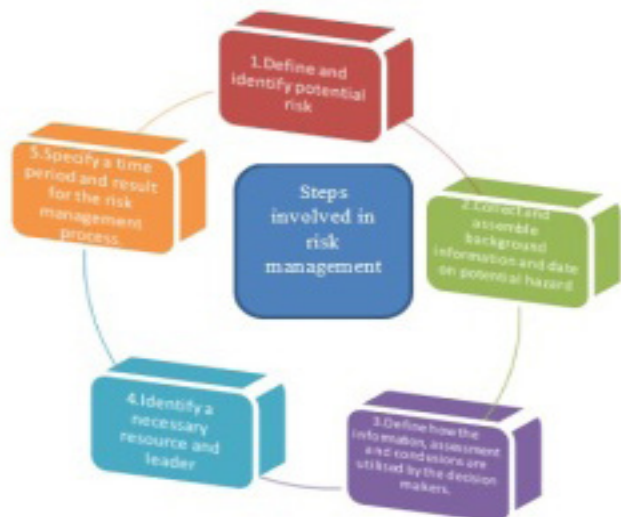 1.Define and
identify potential
risk
Steps
involved in
risk
management
2.Correct and
assemble
background
information and date
on potential hazard
3.Define how the
information, assessment
and conclusions are
utilised by the decision
makers.
4.Identify a
necessary
resource and
leader
5.Specify a time
period and result
for the risk
management
process.